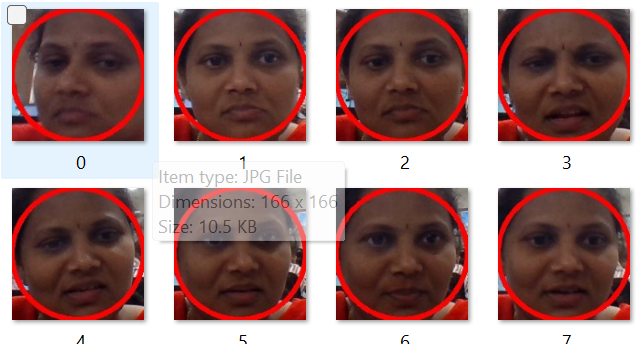 0 1 2 3
Item type: JPG File
Dimensions: 166 x 166
Size: 10.5 KB
4 5 6 7